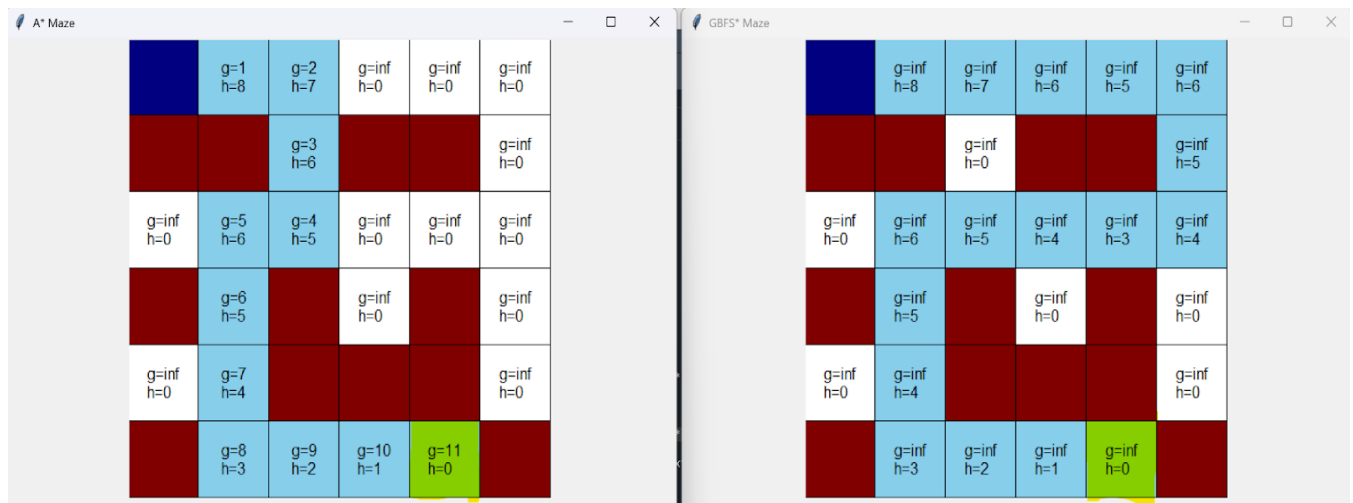 A* Maze
g=1 g=2 g=inf g=inf g=inf
h=8 h=7 h=0 h=0 h=0
g=3 g=inf
h=6 h=0
g=inf g=5 g=4 g=inf g=inf g=inf
h=0 h=6 h=5 h=0 h=0 h=0
g=6 g=inf g=inf
h=5 h=0 h=0
g=inf g=7 g=inf
h=0 h=4 h=0
g=8 g=9 g=10 g=11
h=3 h=2 h=1 h=0
GBFS* Maze
g=inf g=inf g=inf g=inf g=inf
h=8 h=7 h=6 h=5 h=6
g=inf g=inf
h=0 h=5
g=inf g=inf g=inf g=inf g=inf g=inf
h=0 h=6 h=5 h=4 h=3 h=4
g=inf g=inf g=inf
h=5 h=0 h=0
g=inf g=inf g=inf
h=0 h=4 h=0
g=inf g=inf g=inf g=inf
h=3 h=2 h=1 h=0